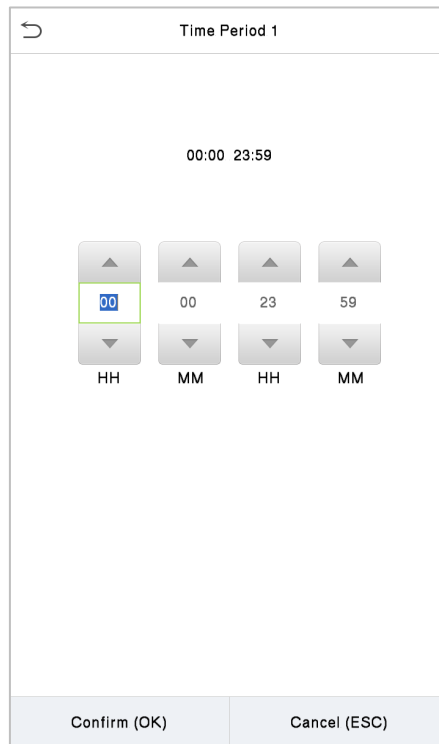 Time Period 1
00:00 23:59
00 00 23 59
HH MM HH MM
Confirm (OK) Cancel (ESC)